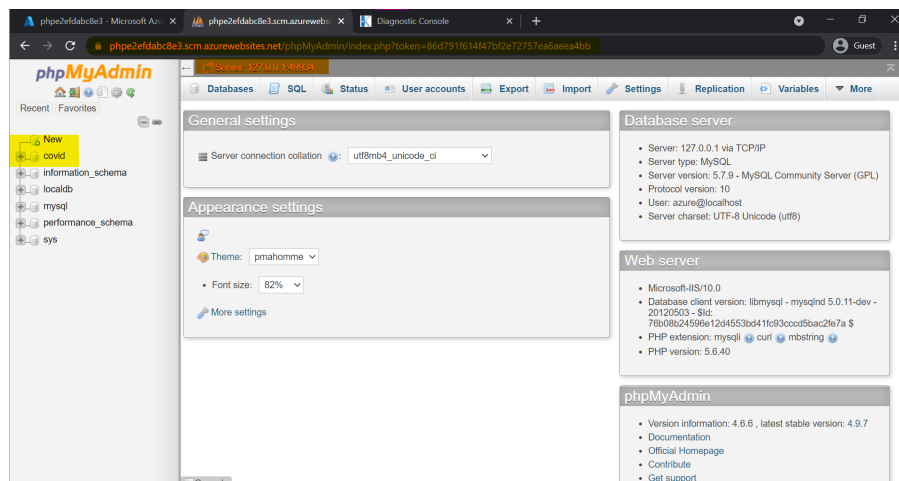 phpe2efdabc8e3 - Microsoft Azu
phpe2efdabc8e3.scm.azurewebsi
Diagnostic Console
phpe2efdabc8e3.scm.azurewebsites.net/phpMyAdmin/index.php?token=86d791f614f47bf2e72757ea6aeea4bb
Guest
phpMyAdmin
Recent Favorites
New
covid
information_schema
localdb
mysql
performance_schema
sys
Server: 127.0.0.1:49934
Databases SQL Status User accounts Export Import Settings Replication Variables More
General settings
Server connection collation : utf8mb4_unicode_ci
Appearance settings
Theme: pmahomme
• Font size: 82%
More settings
Database server
• Server: 127.0.0.1 via TCP/IP
• Server type: MySQL
• Server version: 5.7.9 - MySQL Community Server (GPL)
• Protocol version: 10
• User: azure@localhost
• Server charset: UTF-8 Unicode (utf8)
Web server
• Microsoft-IIS/10.0
• Database client version: libmysql - mysqlnd 5.0.11-dev -
20120503 - $Id:
76b08b24596e12d4553bd41fc93cccd5bac2fe7a $
• PHP extension: mysqli curl mbstring
• PHP version: 5.6.40
phpMyAdmin
• Version information: 4.6.6 , latest stable version: 4.9.7
• Documentation
• Official Homepage
• Contribute
• Get support